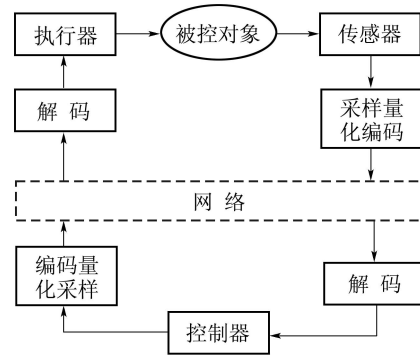 执行器
被控对象
传感器
解 码
采样量
化编码
网 络
编码量
化采样
解 码
控制器